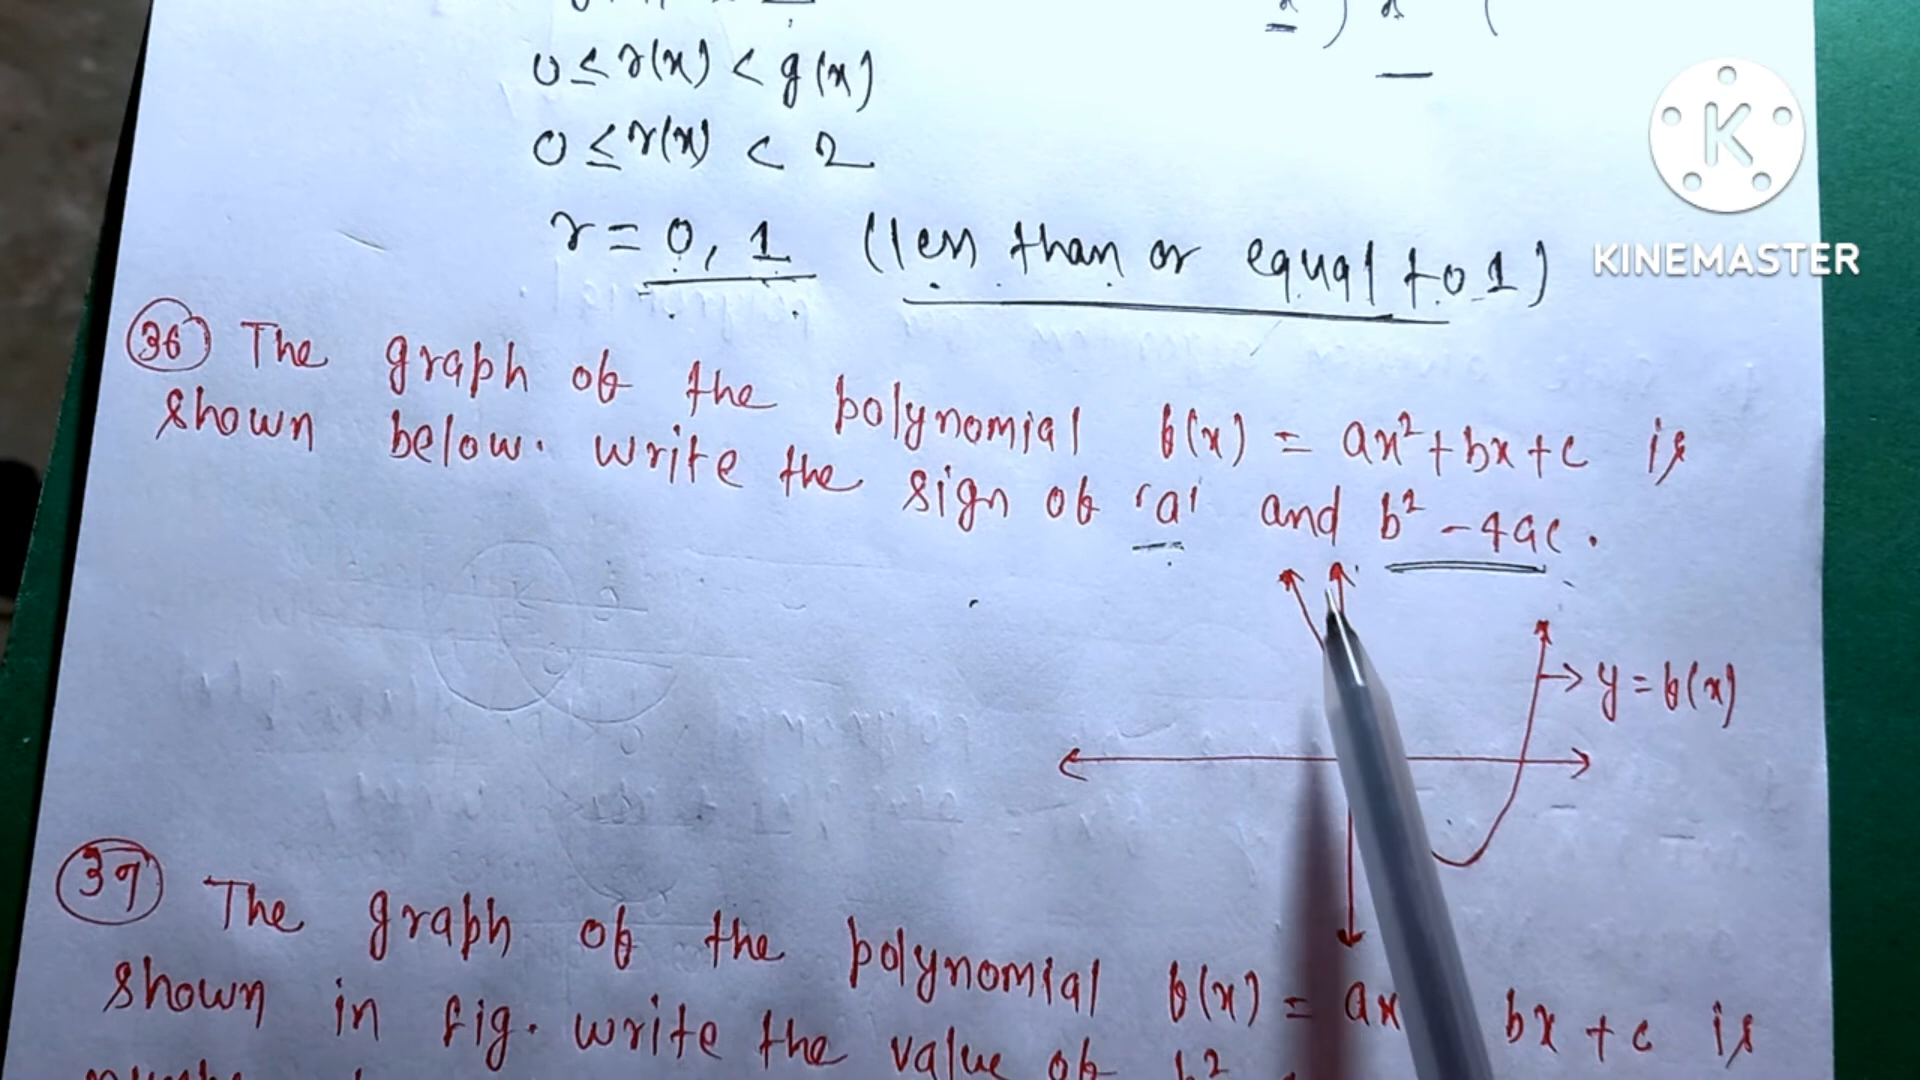 0 ≤ r(x) < g(x)
0 ≤ r(x) < 2
r = 0, 1 (less than or equal to 1)
K
KINEMASTER
36 The graph of the polynomial f(x) = ax² + bx + c is
shown below. write the sign of 'a' and b² - 4ac.
y = f(x)
37 The graph of the polynomial f(x) = ax bx + c is
shown in fig. write the value of b²